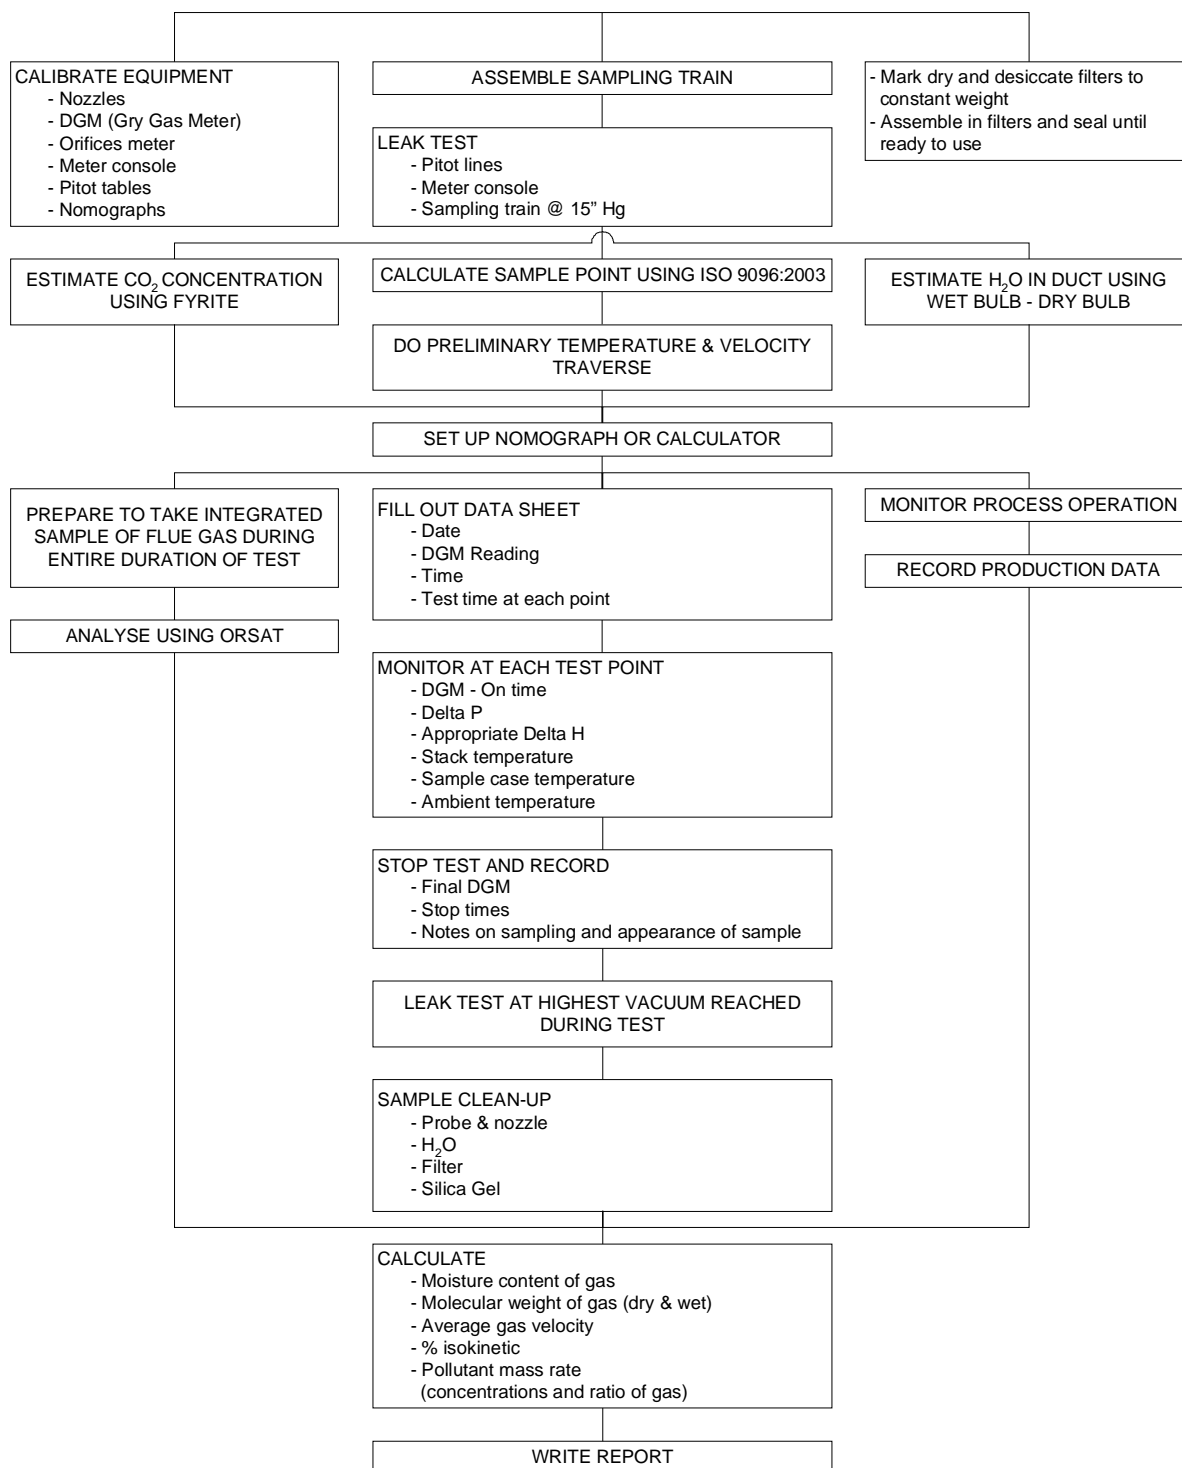 CALIBRATE EQUIPMENT
- Nozzles
- DGM (Gry Gas Meter)
- Orifices meter
- Meter console
- Pitot tables
- Nomographs
ASSEMBLE SAMPLING TRAIN
LEAK TEST
- Pitot lines
- Meter console
- Sampling train @ 15” Hg
- Mark dry and desiccate filters to
constant weight
- Assemble in filters and seal until
ready to use
ESTIMATE CO₂ CONCENTRATION
USING FYRITE
CALCULATE SAMPLE POINT USING ISO 9096:2003
ESTIMATE H₂O IN DUCT USING
WET BULB - DRY BULB
DO PRELIMINARY TEMPERATURE & VELOCITY
TRAVERSE
SET UP NOMOGRAPH OR CALCULATOR
PREPARE TO TAKE INTEGRATED
SAMPLE OF FLUE GAS DURING
ENTIRE DURATION OF TEST
ANALYSE USING ORSAT
FILL OUT DATA SHEET
- Date
- DGM Reading
- Time
- Test time at each point
MONITOR PROCESS OPERATION
RECORD PRODUCTION DATA
MONITOR AT EACH TEST POINT
- DGM - On time
- Delta P
- Appropriate Delta H
- Stack temperature
- Sample case temperature
- Ambient temperature
STOP TEST AND RECORD
- Final DGM
- Stop times
- Notes on sampling and appearance of sample
LEAK TEST AT HIGHEST VACUUM REACHED
DURING TEST
SAMPLE CLEAN-UP
- Probe & nozzle
- H₂O
- Filter
- Silica Gel
CALCULATE
- Moisture content of gas
- Molecular weight of gas (dry & wet)
- Average gas velocity
- % isokinetic
- Pollutant mass rate
(concentrations and ratio of gas)
WRITE REPORT